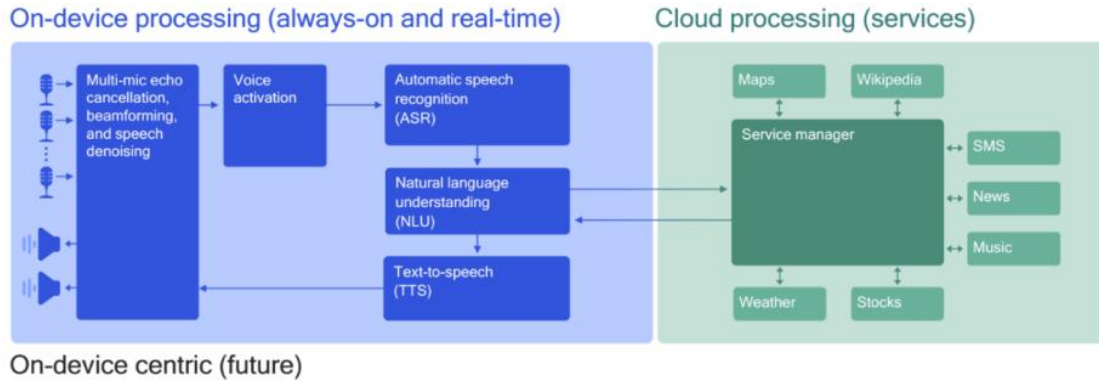 On-device processing (always-on and real-time)
Cloud processing (services)
Multi-mic echo
cancellation,
beamforming,
and speech
denoising
Voice
activation
Automatic speech
recognition
(ASR)
Natural language
understanding
(NLU)
Text-to-speech
(TTS)
Maps
Wikipedia
Service manager
SMS
News
Music
Weather
Stocks
On-device centric (future)